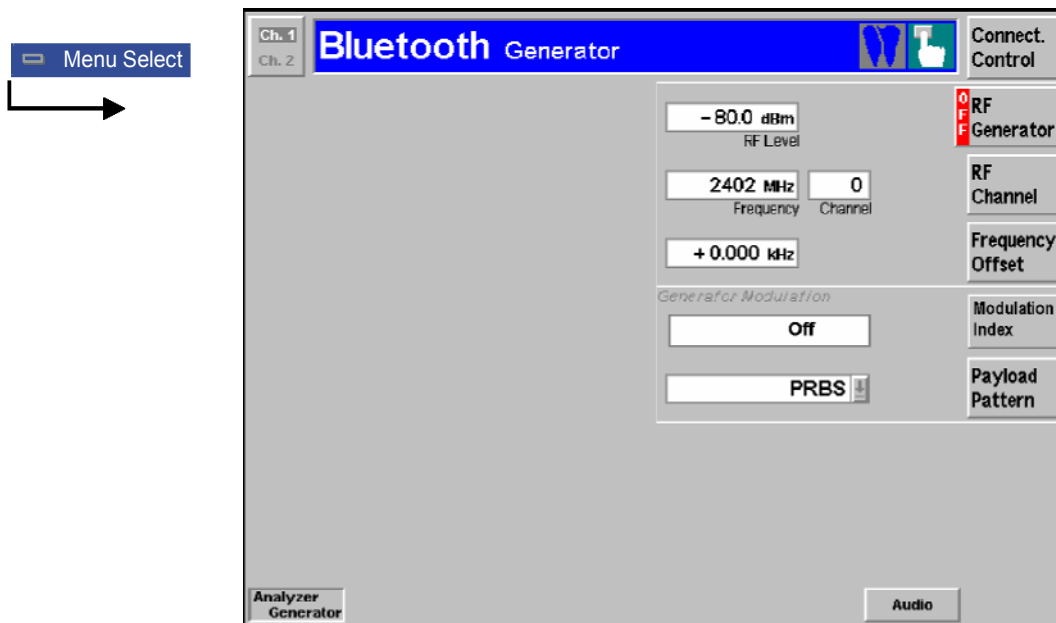 Menu Select
Ch. 1
Ch. 2
Bluetooth Generator
Connect.
Control
- 80.0 dBm
RF Level
OFF
RF
Generator
2402 MHz
0
Frequency
Channel
RF
Channel
+ 0.000 kHz
Frequency
Offset
Generator Modulation
Off
Modulation
Index
PRBS
Payload
Pattern
Analyzer
Generator
Audio